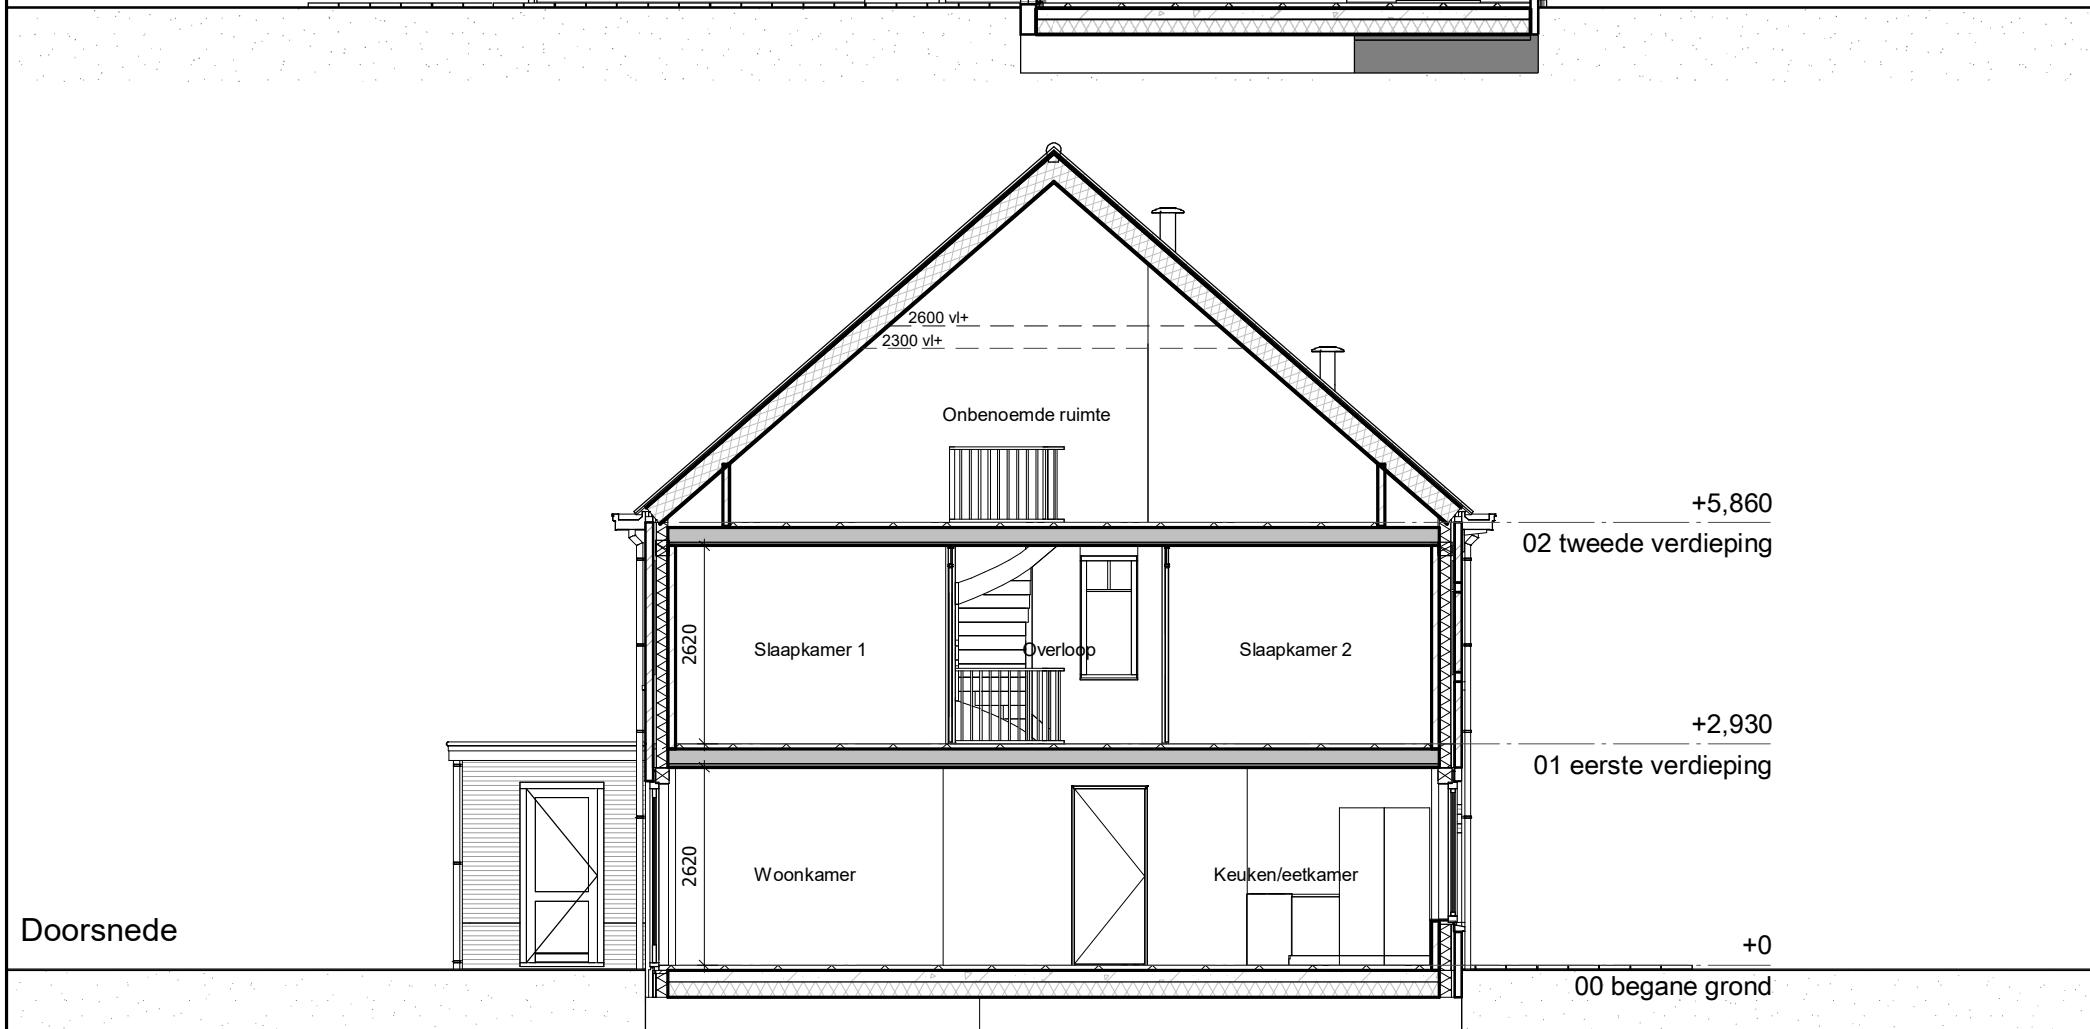 2600 vl+
2300 vl+
Onbenoemde ruimte
+5,860
02 tweede verdieping
2620
Slaapkamer 1
Overloop
Slaapkamer 2
+2,930
01 eerste verdieping
2620
Woonkamer
Keuken/eetkamer
Doorsnede
+0
00 begane grond